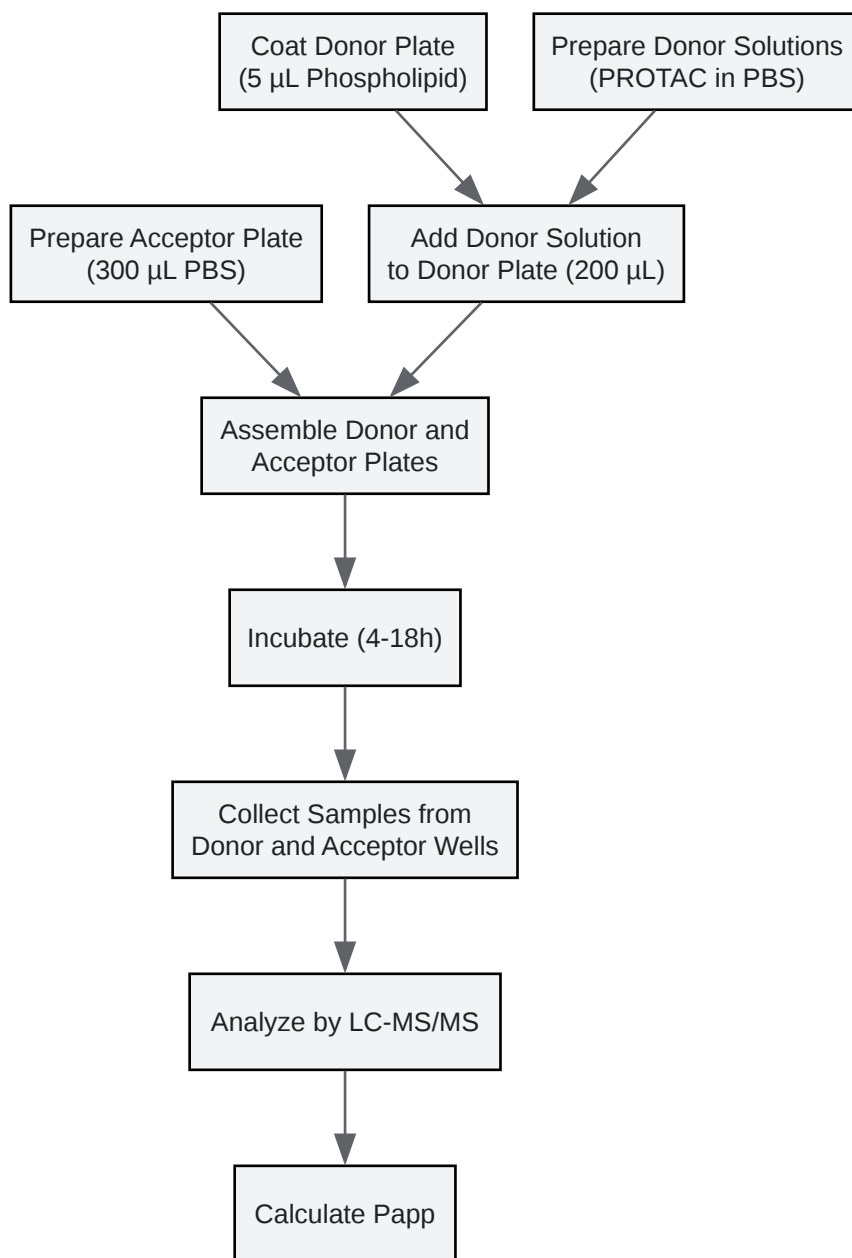 Coat Donor Plate
(5 µL Phospholipid)
Prepare Donor Solutions
(PROTAC in PBS)
Prepare Acceptor Plate
(300 µL PBS)
Add Donor Solution
to Donor Plate (200 µL)
Assemble Donor and
Acceptor Plates
Incubate (4-18h)
Collect Samples from
Donor and Acceptor Wells
Analyze by LC-MS/MS
Calculate Papp